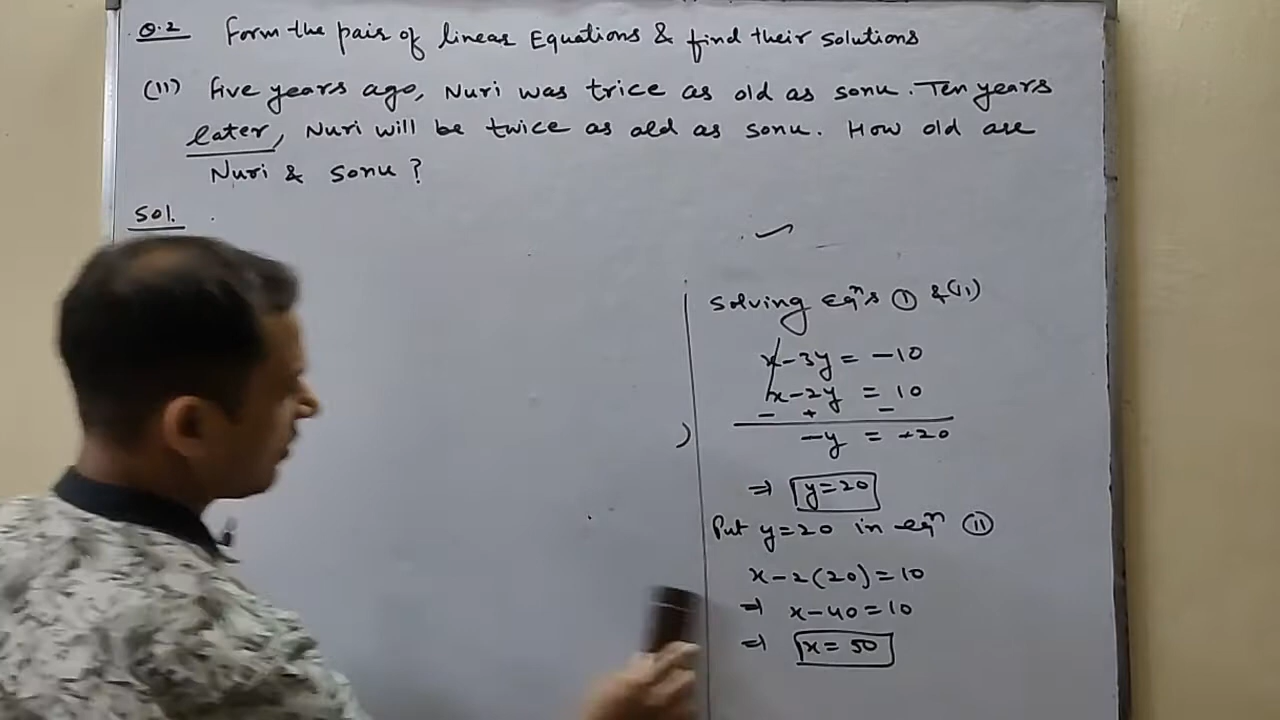 Q.2 Form the pair of linear Equations & find their solutions
(II) Five years ago, Nuri was trice as old as sonu. Ten years
later, Nuri will be twice as old as sonu. How old are
Nuri & sonu?
Sol.
Solving Eqⁿs ① & (II)
x-3y = -10
x-2y = 10
- + -
-y = +20
⇒ y=20
Put y=20 in eqⁿ ⑪
x-2(20)=10
⇒ x-40=10
⇒ x=50